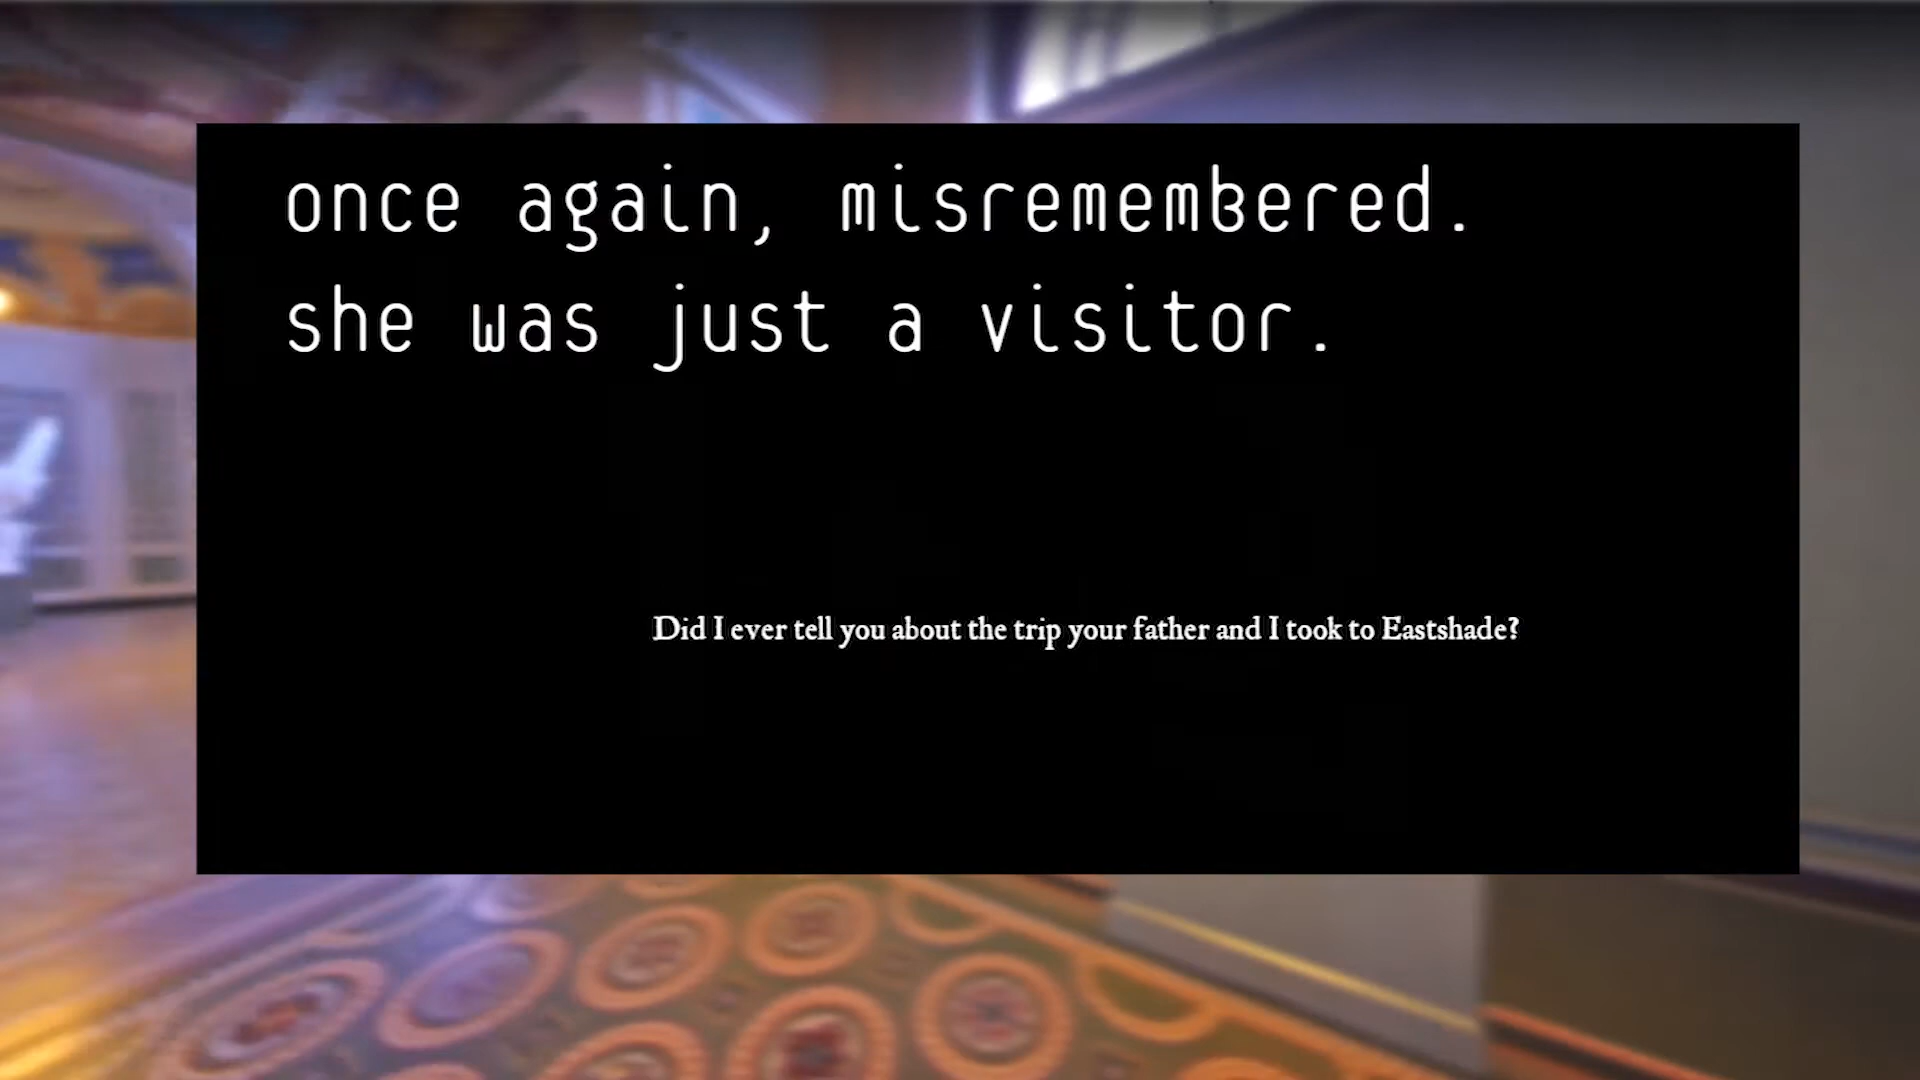 once again, misremembered.
she was just a visitor.
Did I ever tell you about the trip your father and I took to Eastshade?